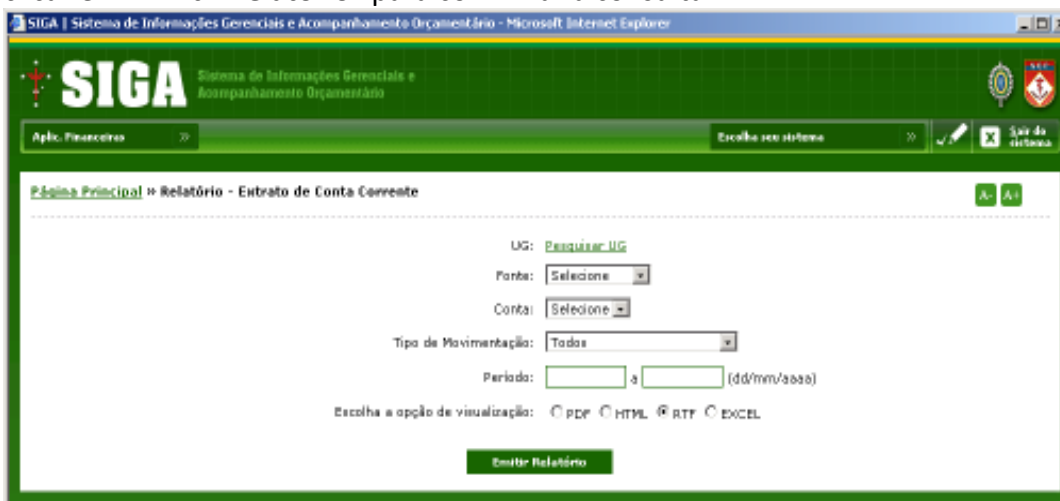 SIGA | Sistema de Informações Gerenciais e Acompanhamento Orçamentário - Microsoft Internet Explorer
SIGA
Sistema de Informações Gerenciais e
Acompanhamento Orçamentário
Aplic. Financeiros »
Escolha seu sistema »
Sair do
sistema
Página Principal » Relatório - Extrato de Conta Corrente
A- A+
UG: Pesquisar UG
Fonte: Selecione
Conta: Selecione
Tipo de Movimentação: Todos
Período: a (dd/mm/aaaa)
Escolha a opção de visualização: PDF HTML RTF EXCEL
Emitir Relatório